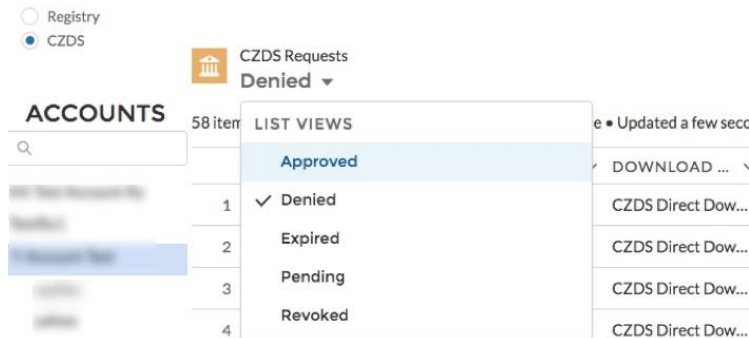 Registry
CZDS
CZDS Requests
Denied
ACCOUNTS
58 item
e • Updated a few seco
LIST VIEWS
Approved
Denied
Expired
Pending
Revoked
DOWNLOAD ...
1
CZDS Direct Dow...
2
CZDS Direct Dow...
3
CZDS Direct Dow...
4
CZDS Direct Dow...